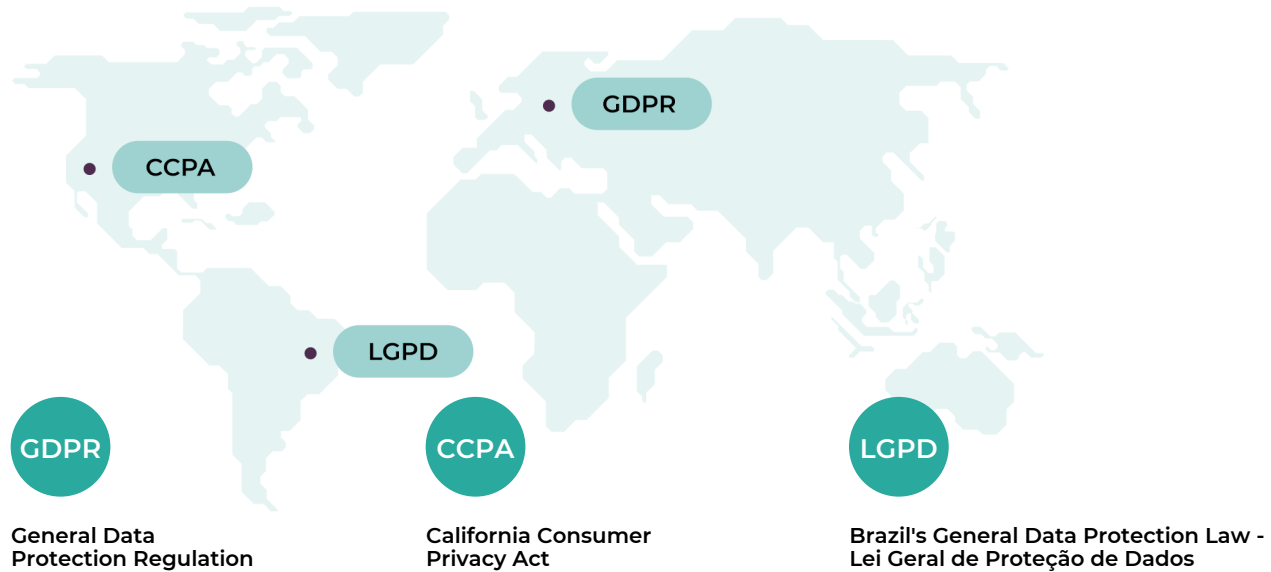 GDPR
CCPA
LGPD
GDPR
General Data
Protection Regulation
CCPA
California Consumer
Privacy Act
LGPD
Brazil's General Data Protection Law -
Lei Geral de Proteção de Dados